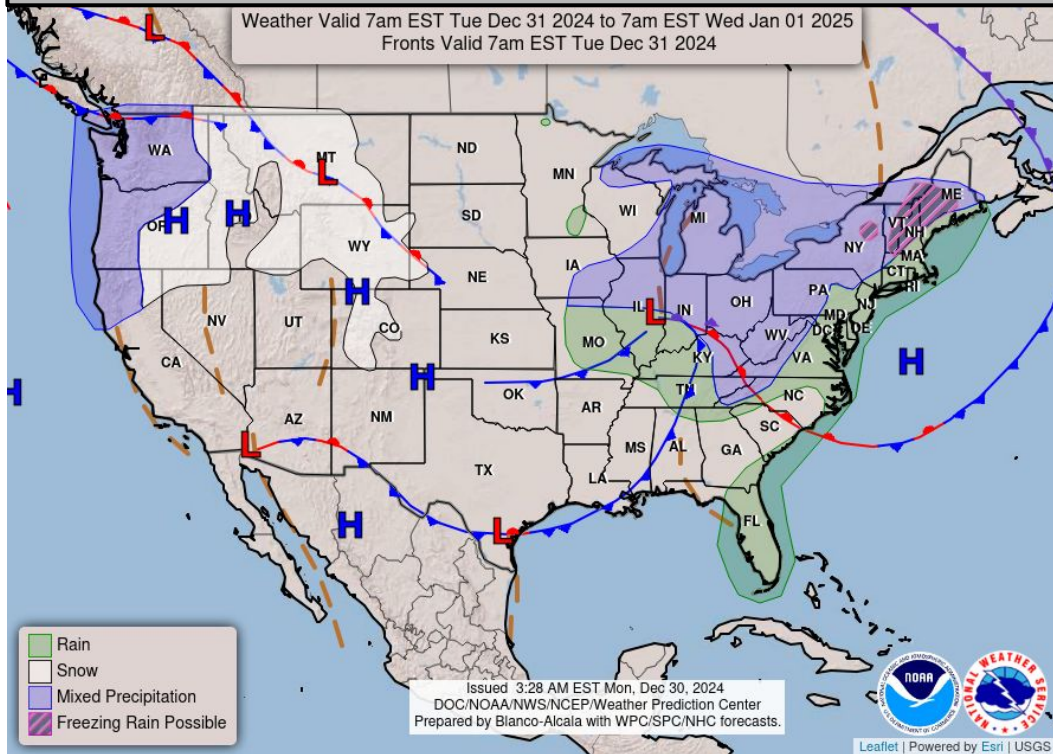 Weather Valid 7am EST Tue Dec 31 2024 to 7am EST Wed Jan 01 2025
Fronts Valid 7am EST Tue Dec 31 2024
L
WA
MT
L
ND
MN
ME
VT
NH
OR
H
H
WI
MI
NY
MA
CT
RI
SD
WY
IA
PA
NJ
NE
H
IL
L
IN
OH
MD
DE
DC
NV
UT
CO
KS
MO
WV
VA
KY
H
CA
H
H
OK
TN
NC
AZ
NM
AR
SC
L
MS
AL
GA
TX
LA
H
L
FL
Rain
Snow
Mixed Precipitation
Freezing Rain Possible
Issued 3:28 AM EST Mon, Dec 30, 2024
DOC/NOAA/NWS/NCEP/Weather Prediction Center
Prepared by Blanco-Alcala with WPC/SPC/NHC forecasts.
NOAA
NATIONAL WEATHER SERVICE
Leaflet | Powered by Esri | USGS